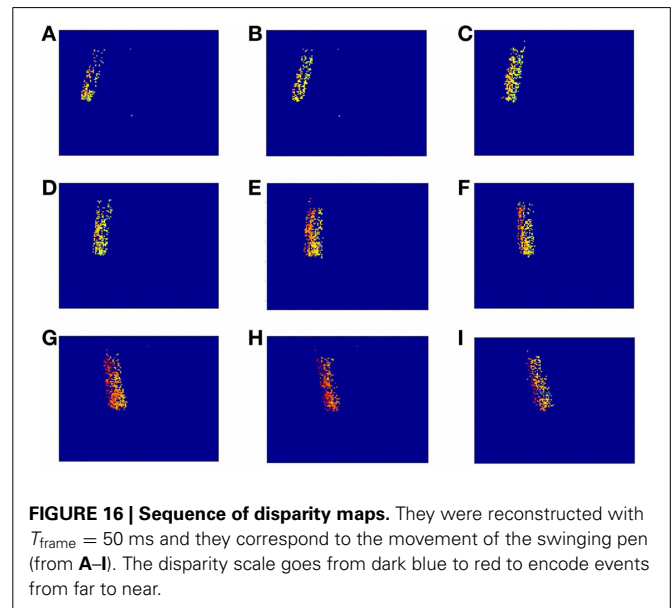 A
B
C
D
E
F
G
H
I
FIGURE 16 | Sequence of disparity maps. They were reconstructed with
T_frame = 50 ms and they correspond to the movement of the swinging pen
(from A–I). The disparity scale goes from dark blue to red to encode events
from far to near.